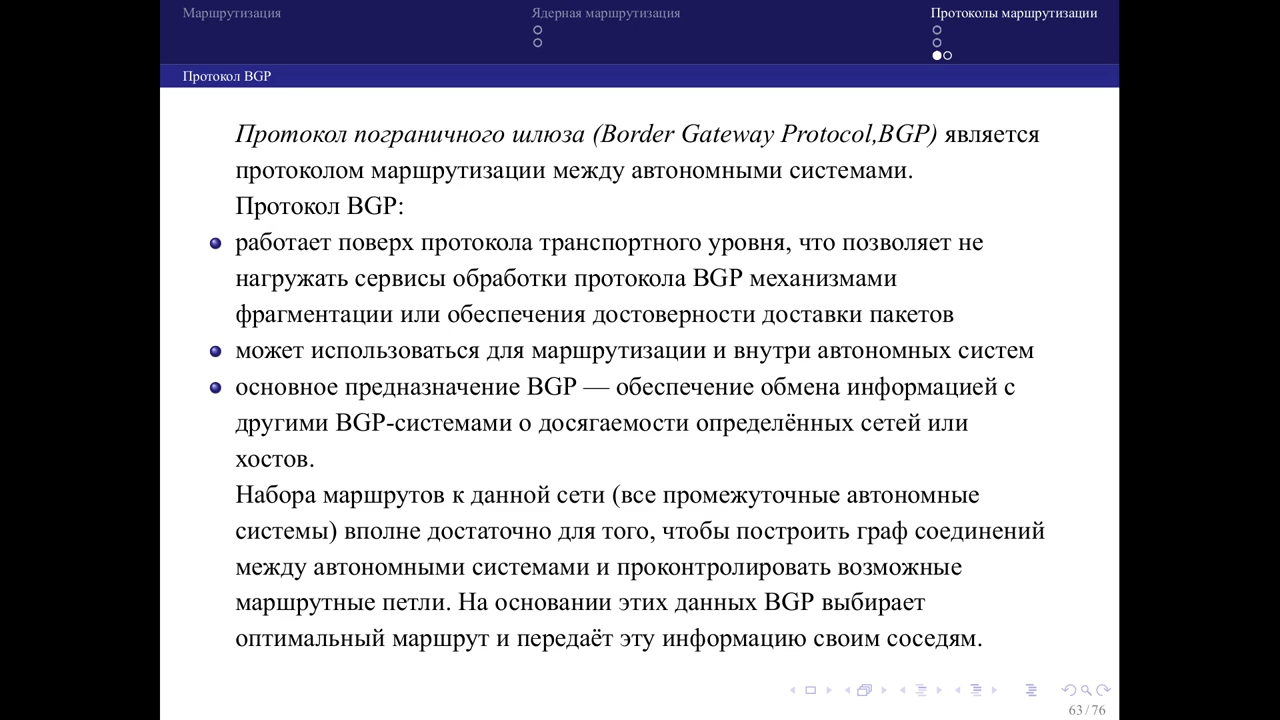 Маршрутизация
Ядерная маршрутизация
Протоколы маршрутизации
Протокол BGP
Протокол пограничного шлюза (Border Gateway Protocol,BGP) является
протоколом маршрутизации между автономными системами.
Протокол BGP:
работает поверх протокола транспортного уровня, что позволяет не
нагружать сервисы обработки протокола BGP механизмами
фрагментации или обеспечения достоверности доставки пакетов
может использоваться для маршрутизации и внутри автономных систем
основное предназначение BGP — обеспечение обмена информацией с
другими BGP-системами о досягаемости определённых сетей или
хостов.
Набора маршрутов к данной сети (все промежуточные автономные
системы) вполне достаточно для того, чтобы построить граф соединений
между автономными системами и проконтролировать возможные
маршрутные петли. На основании этих данных BGP выбирает
оптимальный маршрут и передаёт эту информацию своим соседям.
63 / 76